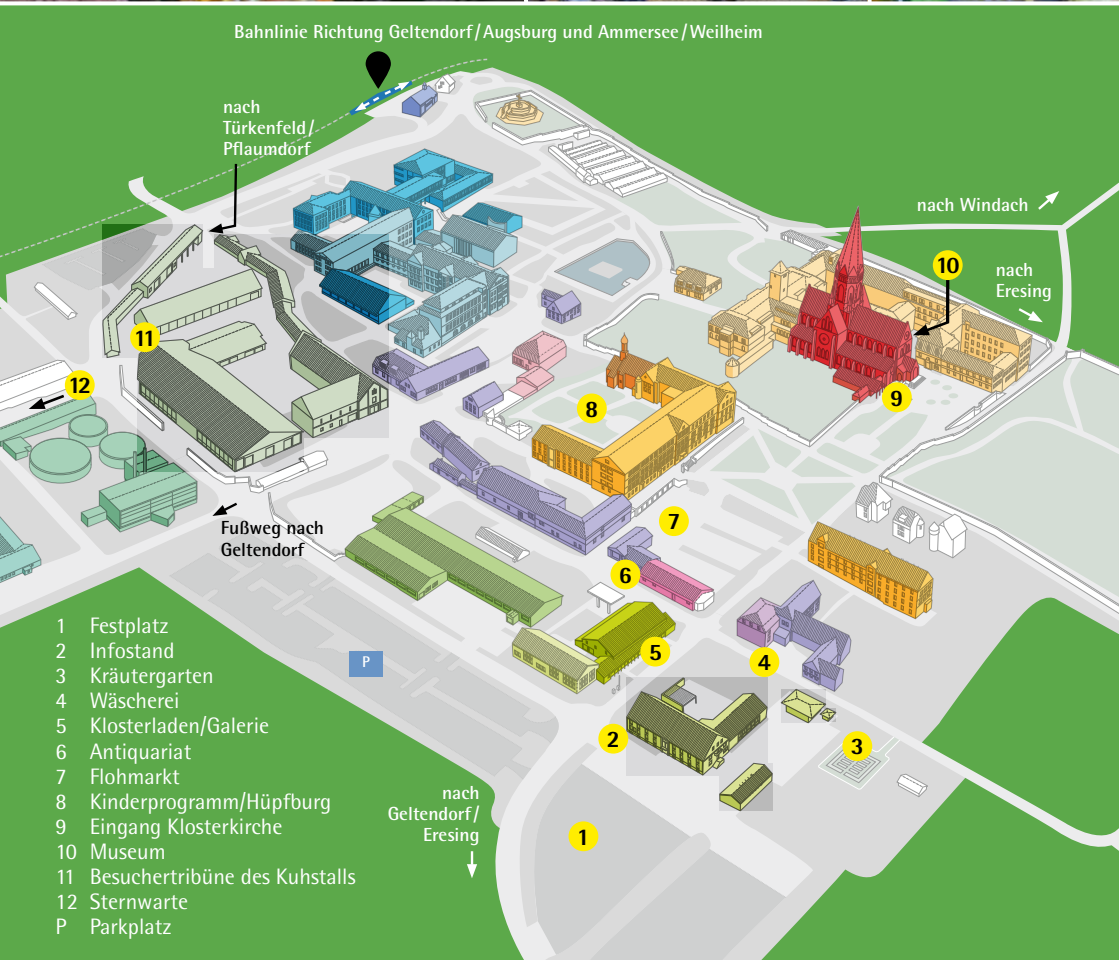 Bahnlinie Richtung Geltendorf/Augsburg und Ammersee/Weilheim
nach
Türkenfeld/
Pflaumdorf
nach Windach
10
nach
Eresing
11
12
8
9
Fußweg nach
Geltendorf
7
6
5
4
P
2
3
nach
Geltendorf/
Eresing
1
1 Festplatz
2 Infostand
3 Kräutergarten
4 Wäscherei
5 Klosterladen/Galerie
6 Antiquariat
7 Flohmarkt
8 Kinderprogramm/Hüpfburg
9 Eingang Klosterkirche
10 Museum
11 Besuchertribüne des Kuhstalls
12 Sternwarte
P Parkplatz